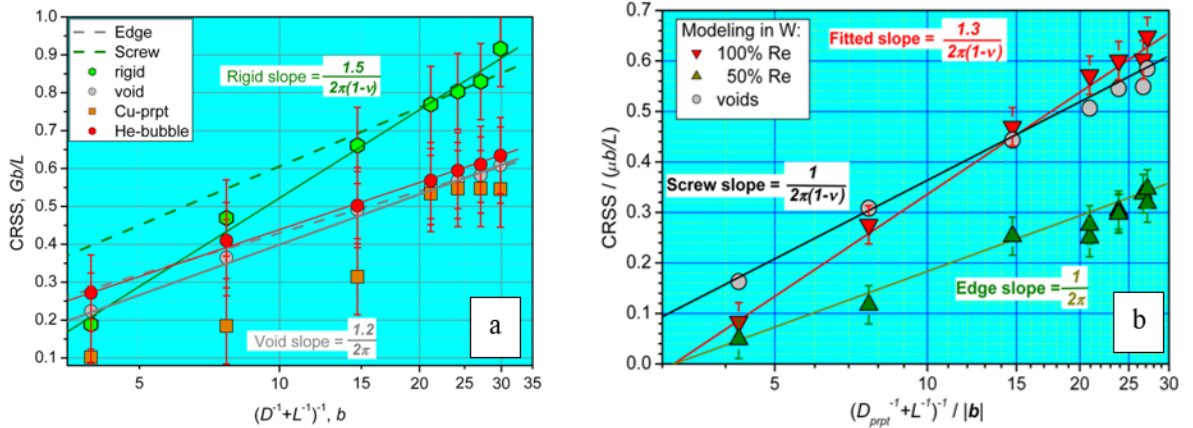 1.0
0.9
0.8
0.7
0.6
0.5
0.4
0.3
0.2
0.1
CRSS, Gb/L
Edge
Screw
rigid
void
Cu-prpt
He-bubble
Rigid slope = 1.5
2π(1-ν)
Void slope= 1.2
2π
a
5 10 15 20 25 30 35
(D⁻¹+L⁻¹)⁻¹, b
b
0.7
0.6
0.5
0.4
0.3
0.2
0.1
0.0
CRSS / (μb/L)
Modeling in W:
100% Re
50% Re
voids
Fitted slope = 1.3
2π(1-ν)
Screw slope = 1
2π(1-ν)
Edge slope= 1
2π
b
5 10 15 20 25 30
(Dprpt⁻¹+L⁻¹)⁻¹ / |b|